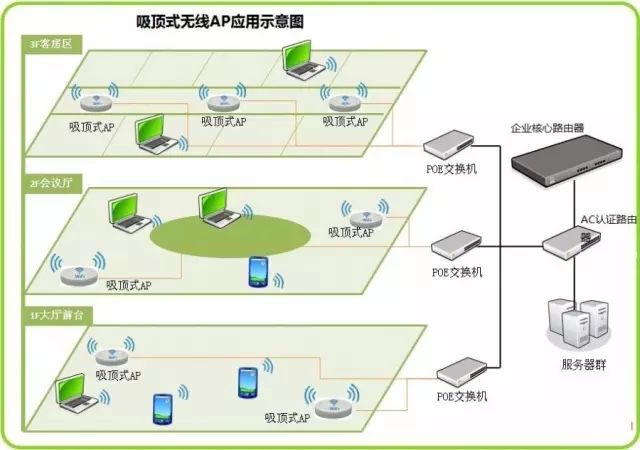 吸顶式无线AP应用示意图
3F客房区
吸顶式AP
吸顶式AP
吸顶式AP
POE交换机
企业核心路由器
2F会议厅
吸顶式AP
吸顶式AP
POE交换机
AC认证路由
器
服务器群
1F大厅前台
吸顶式AP
吸顶式AP
POE交换机